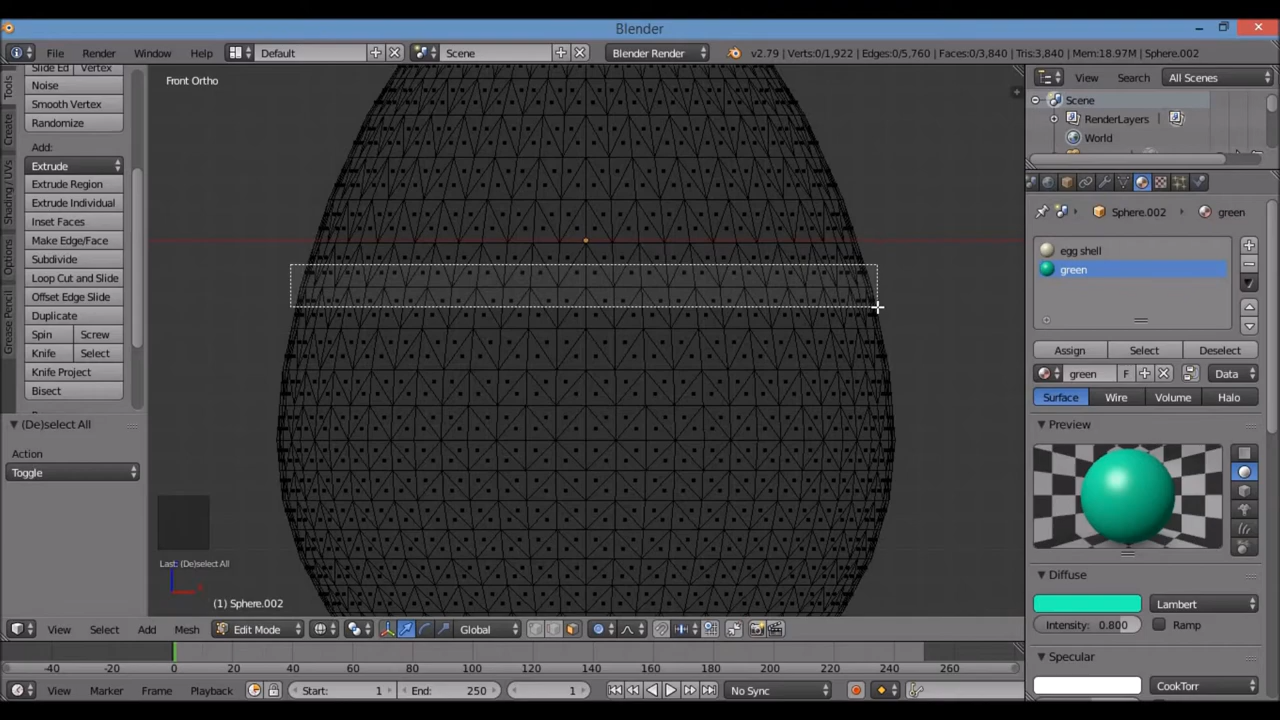 Blender
File Render Window Help Default Scene Blender Render v2.79 | Verts:0/1,922 | Edges:0/5,760 | Faces:0/3,840 | Tris:3,840 | Mem:18.97M | Sphere.002
Slide Ed Vertex
Noise
Smooth Vertex
Randomize
Add:
Extrude
Extrude Region
Extrude Individual
Inset Faces
Make Edge/Face
Subdivide
Loop Cut and Slide
Offset Edge Slide
Duplicate
Spin Screw
Knife Select
Knife Project
Bisect
Tools
Create
Shading / UVs
Options
Grease Pencil
(De)select All
Action
Toggle
Front Ortho
Last: (De)select All
(1) Sphere.002
View Select Add Mesh Edit Mode Global
-40 -20 0 20 40 60 80 100 120 140 160 180 200 220 240 260
View Marker Frame Playback Start: 1 End: 250 1 No Sync
View Search All Scenes
Scene
RenderLayers
World
Sphere.002 green
egg shell
green
Assign Select Deselect
green F Data
Surface Wire Volume Halo
Preview
Diffuse
Lambert
Intensity: 0.800 Ramp
Specular
CookTorr